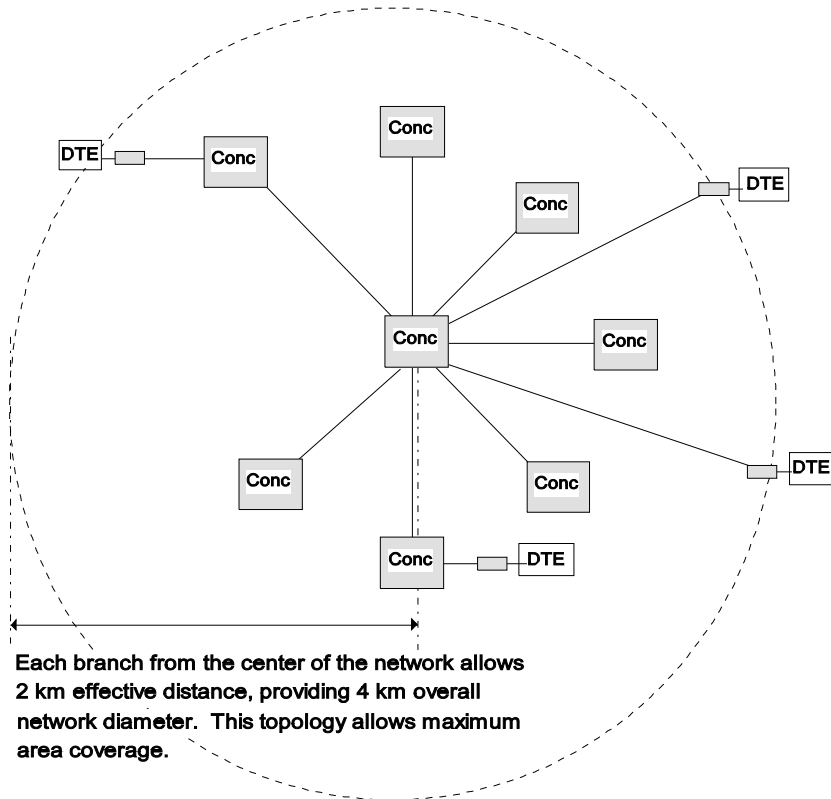 Conc
DTE
Conc
DTE
Conc
Conc
Conc
DTE
Conc
Conc
Conc
DTE
Each branch from the center of the network allows
2 km effective distance, providing 4 km overall
network diameter.  This topology allows maximum
area coverage.